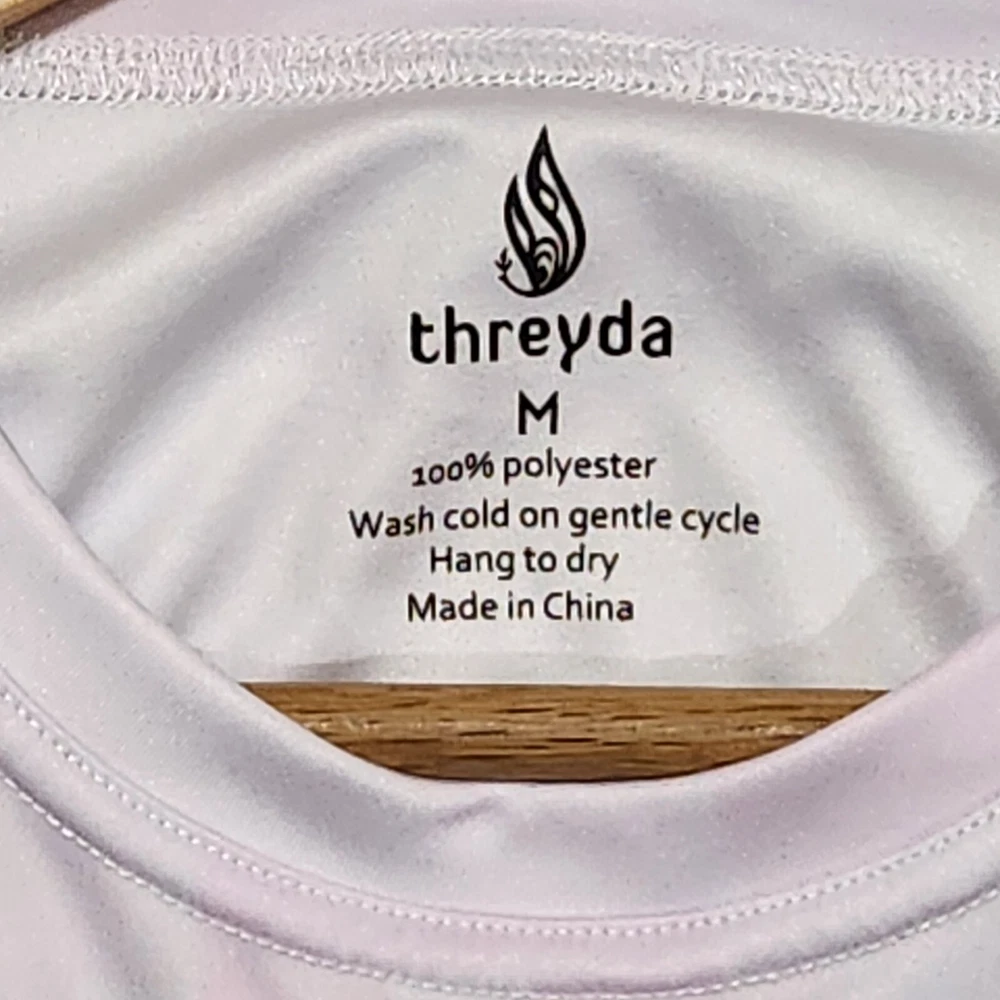 threyda
M
100% polyester
Wash cold on gentle cycle
Hang to dry
Made in China